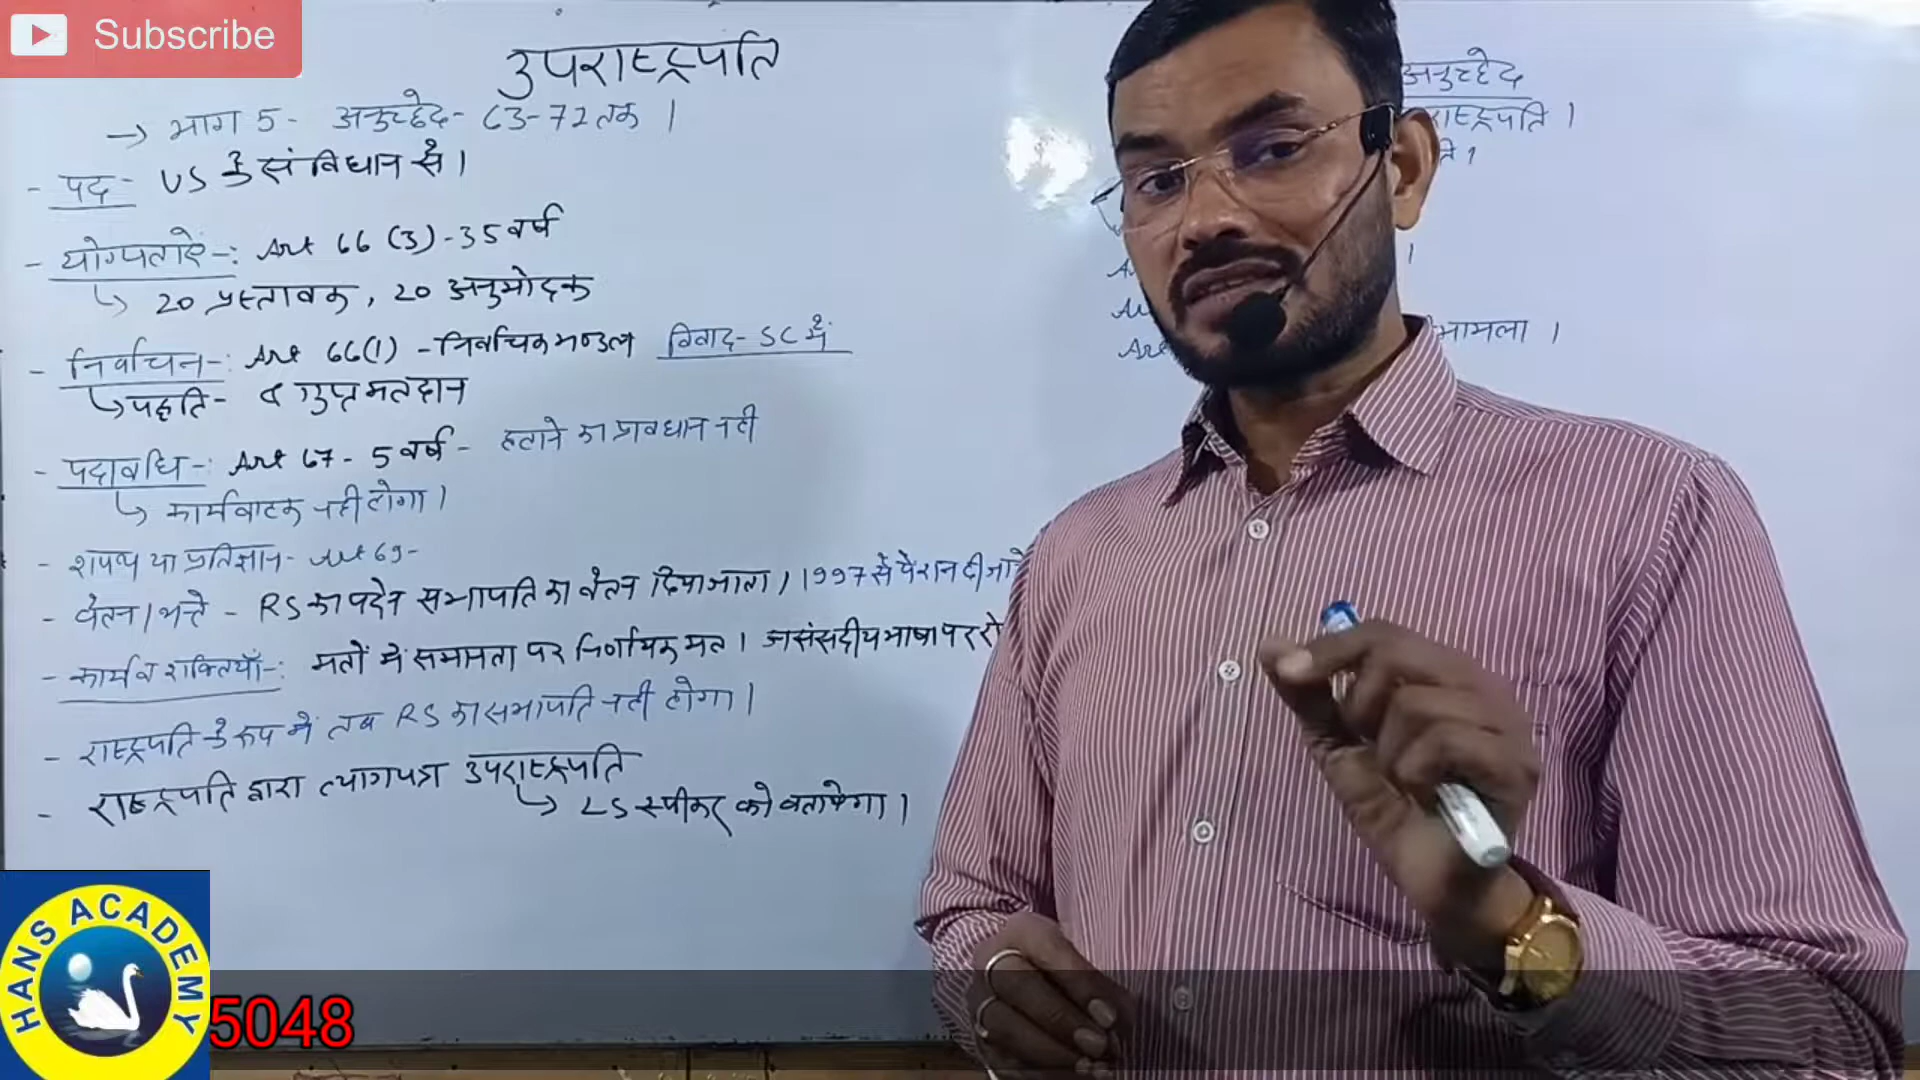 Subscribe
उपराष्ट्रपति
→ भाग 5 - अनुच्छेद - 63-72 तक ।
- पद - US के संविधान से ।
- योग्यताऐं -: Art 66 (3) - 35 वर्ष
↳ 20 प्रस्तावक, 20 अनुमोदक
- निर्वाचन -: Art 66(1) - निर्वाचक मण्डल विवाद - SC में
↳ पद्दति - व गुप्त मतदान
- पदावधि -: Art 67 - 5 वर्ष - हटाने का प्रावधान नही
↳ कार्यवाहक नही होगा ।
- शपथ या प्रतिज्ञान - Art 69 -
- वेतन / भत्ते - RS का पदेन सभापति का वेतन दिया जाता । 1997 से पेंशन दी जाने
- कार्य व शक्तियाँ -: मतों में समानता पर निर्णायक मत । असंसदीय भाषा पर रो
- राष्ट्रपति के रूप में तब RS का सभापति नही होगा ।
- राष्ट्रपति द्वारा त्यागपत्र उपराष्ट्रपति
↳ LS स्पीकर को बतायेगा ।
अनुच्छेद
राष्ट्रपति ।
Art
मामला ।
HANS ACADEMY
5048